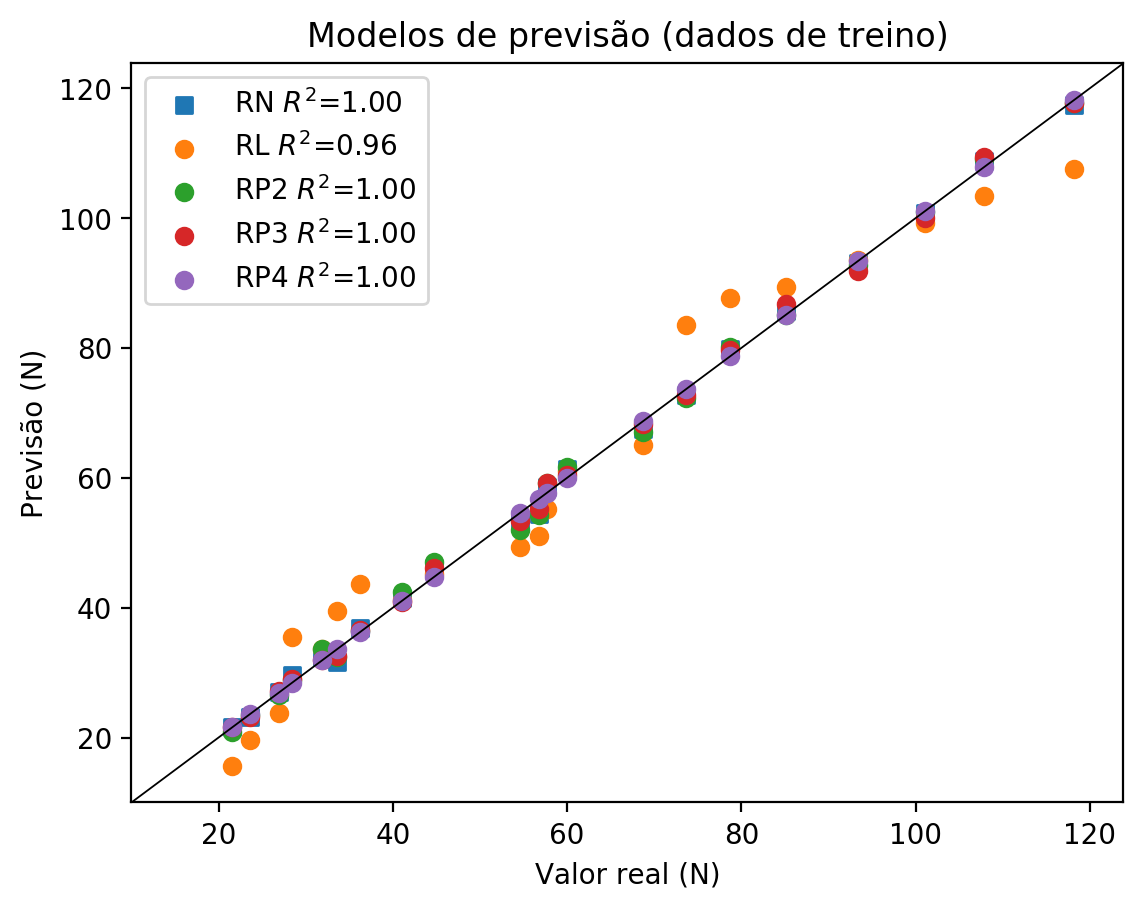 Modelos de previsão (dados de treino)
RN R²=1.00
RL R²=0.96
RP2 R²=1.00
RP3 R²=1.00
RP4 R²=1.00
Previsão (N)
120
100
80
60
40
20
20 40 60 80 100 120
Valor real (N)